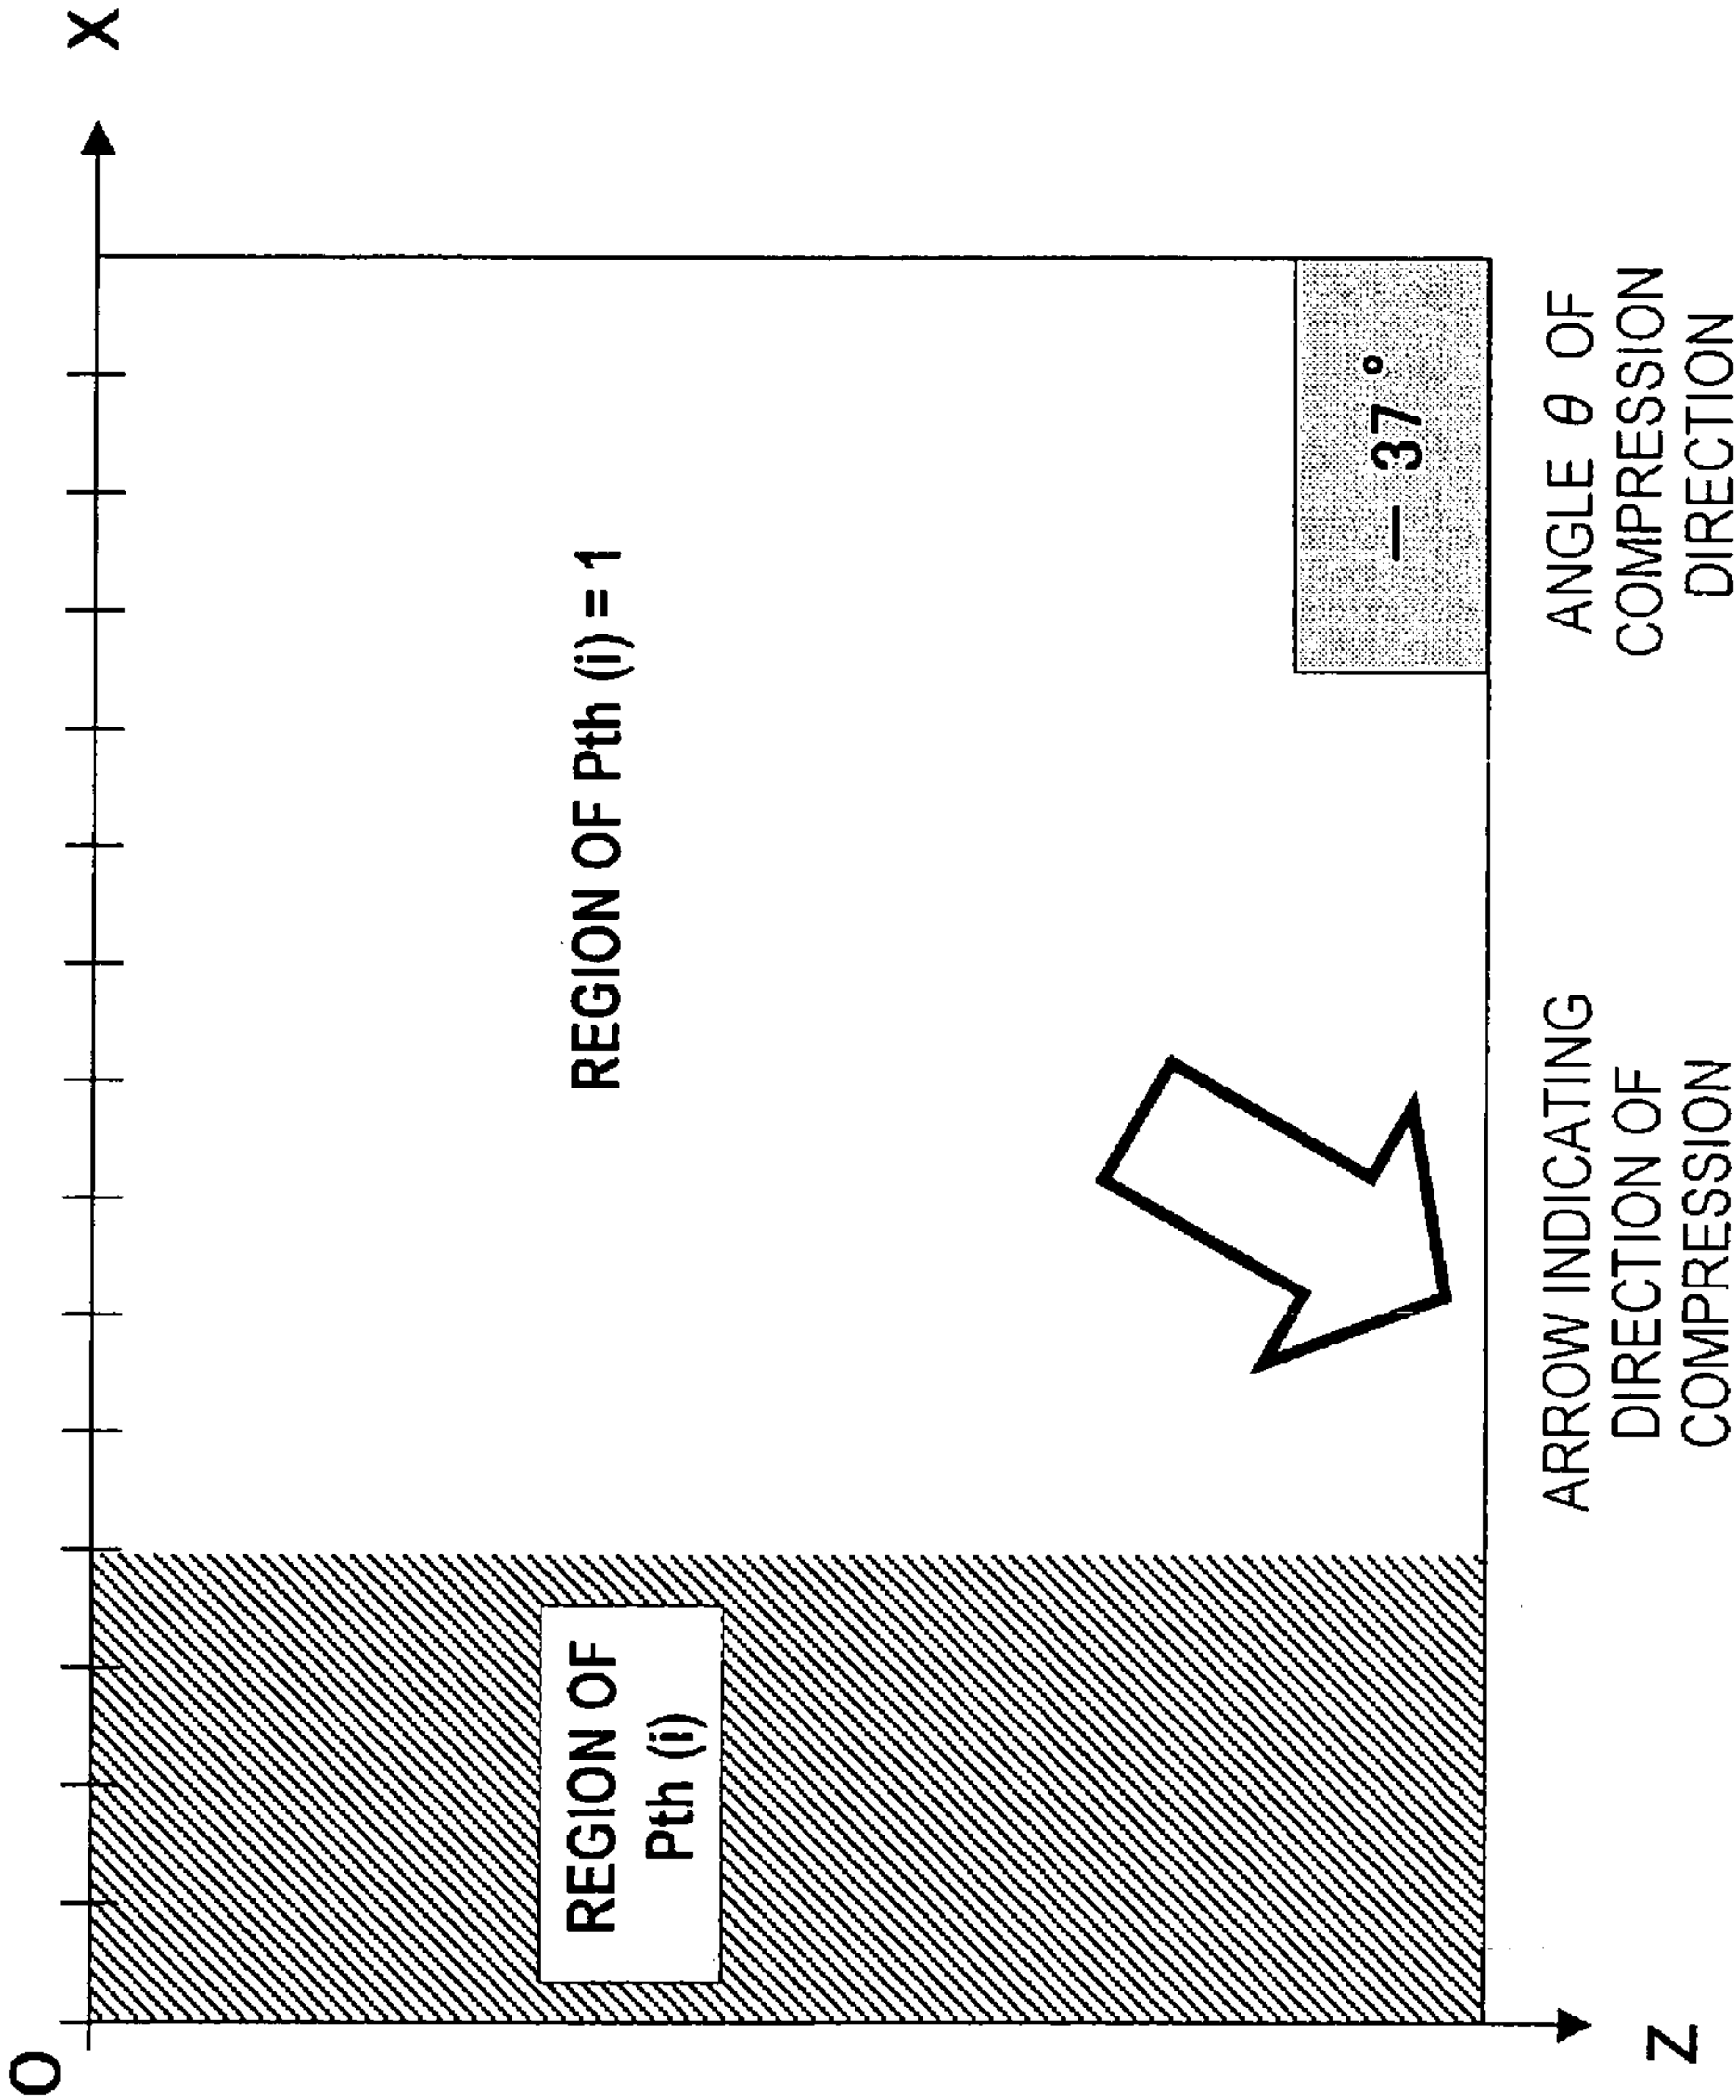 O
X
REGION OF
Pth (i)
REGION OF Pth (i) = 1
— 37°
Z
ARROW INDICATING
DIRECTION OF
COMPRESSION
ANGLE θ OF
COMPRESSION
DIRECTION